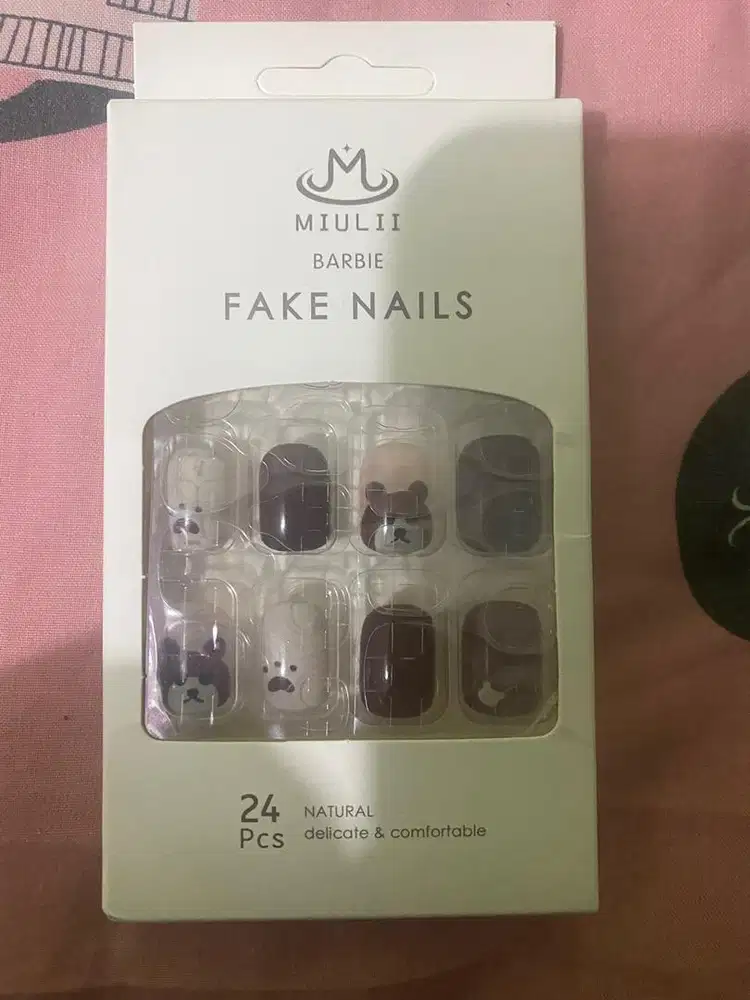 MIULII
BARBIE
FAKE NAILS
24
Pcs
NATURAL
delicate & comfortable